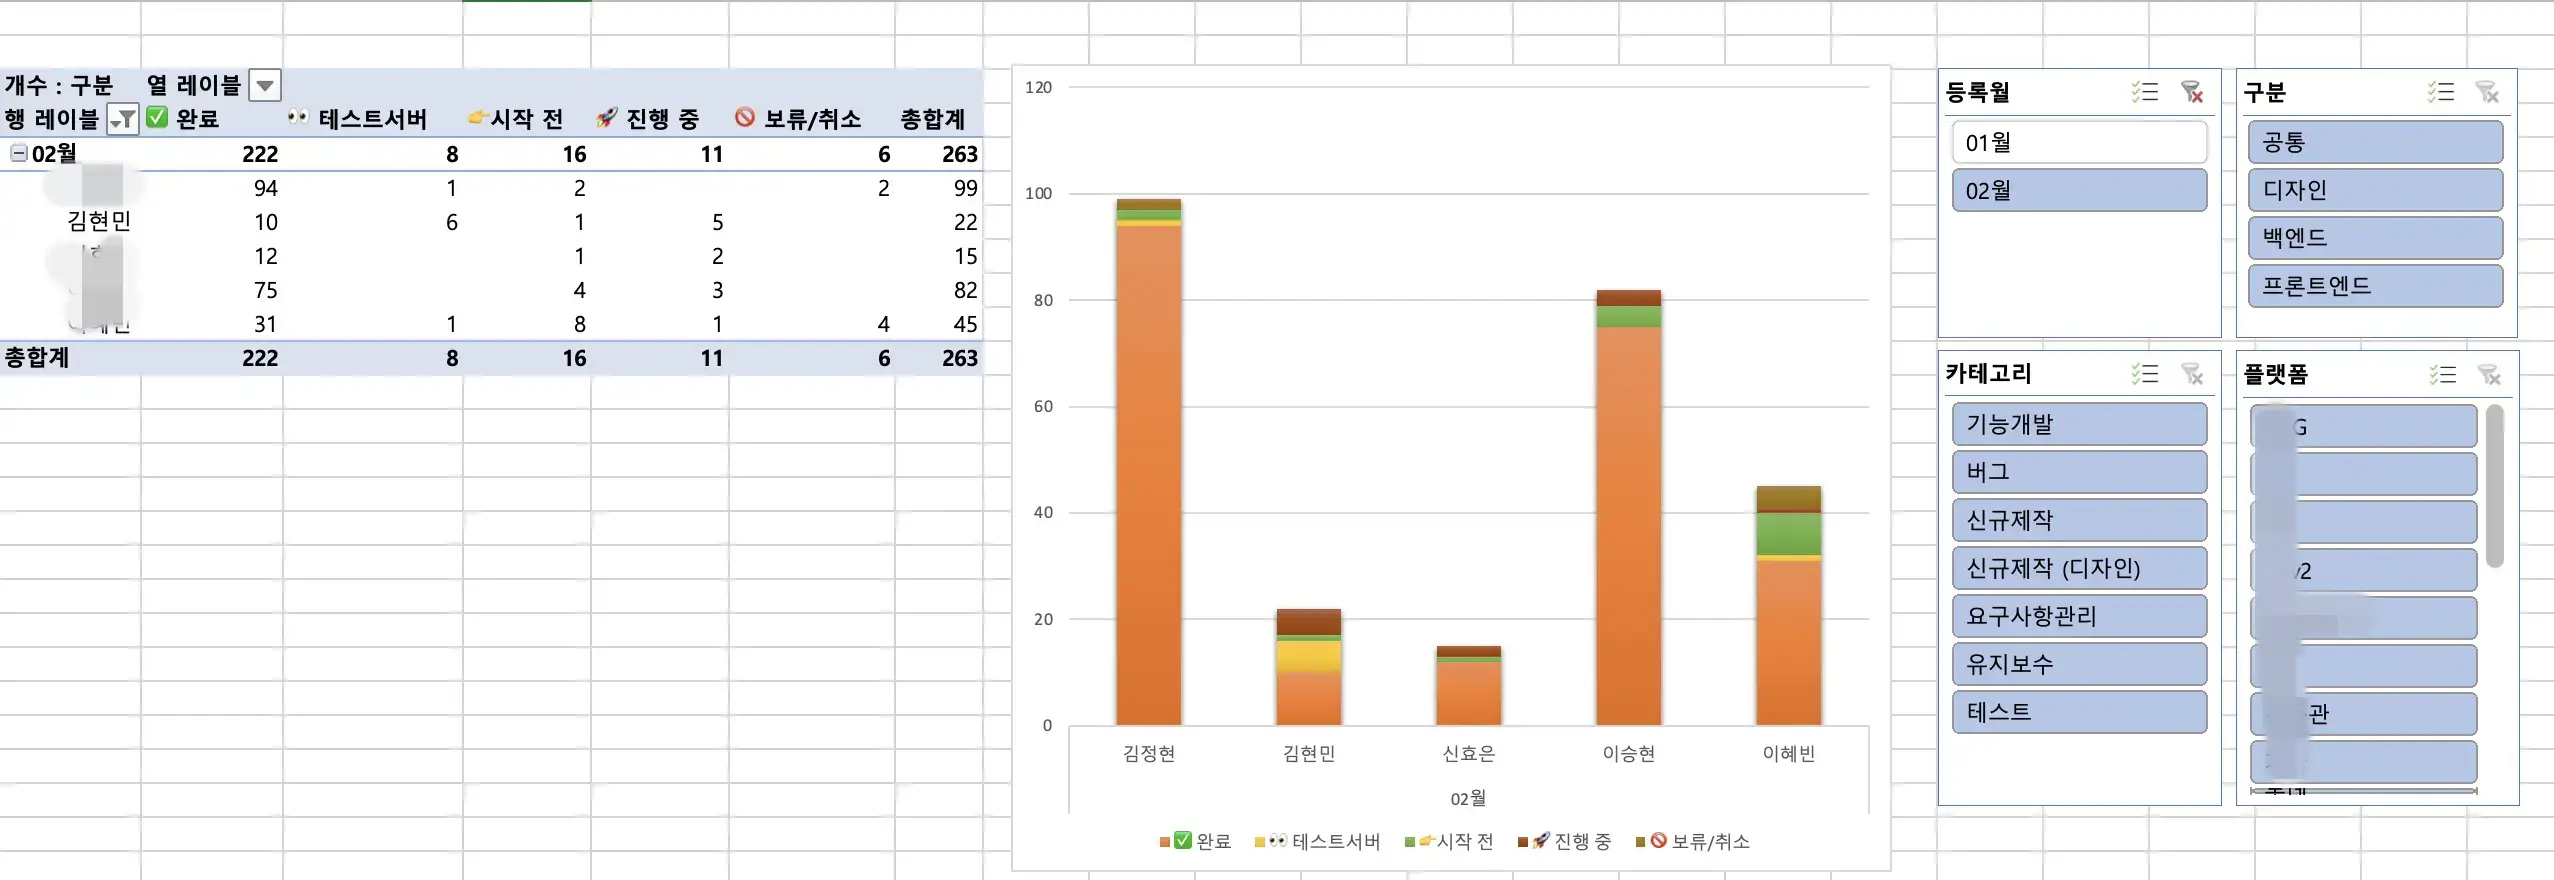 개수 : 구분 열 레이블
행 레이블 ✅ 완료 👀 테스트서버 👉시작 전 🚀 진행 중 🚫 보류/취소 총합계
02월 222 8 16 11 6 263
94 1 2 2 99
김현민 10 6 1 5 22
12 1 2 15
75 4 3 82
31 1 8 1 4 45
총합계 222 8 16 11 6 263
120
100
80
60
40
20
0
김정현 김현민 신효은 이승현 이혜빈
02월
✅ 완료 👀 테스트서버 👉시작 전 🚀 진행 중 🚫 보류/취소
등록월
01월
02월
구분
공통
디자인
백엔드
프론트엔드
카테고리
기능개발
버그
신규제작
신규제작 (디자인)
요구사항관리
유지보수
테스트
플랫폼
G
v2
관